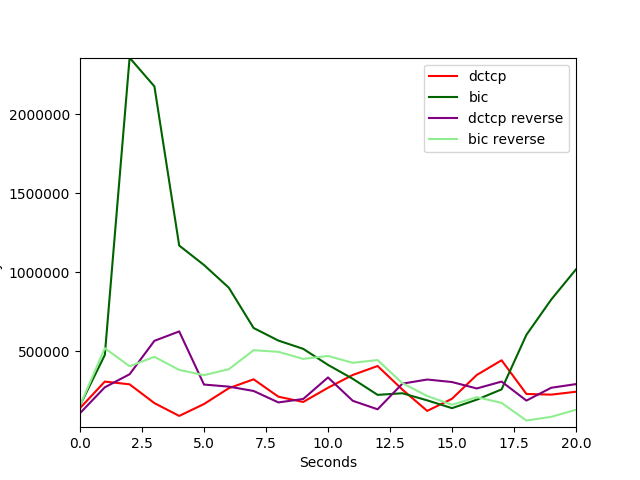 dctcp
bic
dctcp reverse
bic reverse
2000000
1500000
1000000
500000
0.0 2.5 5.0 7.5 10.0 12.5 15.0 17.5 20.0
Seconds